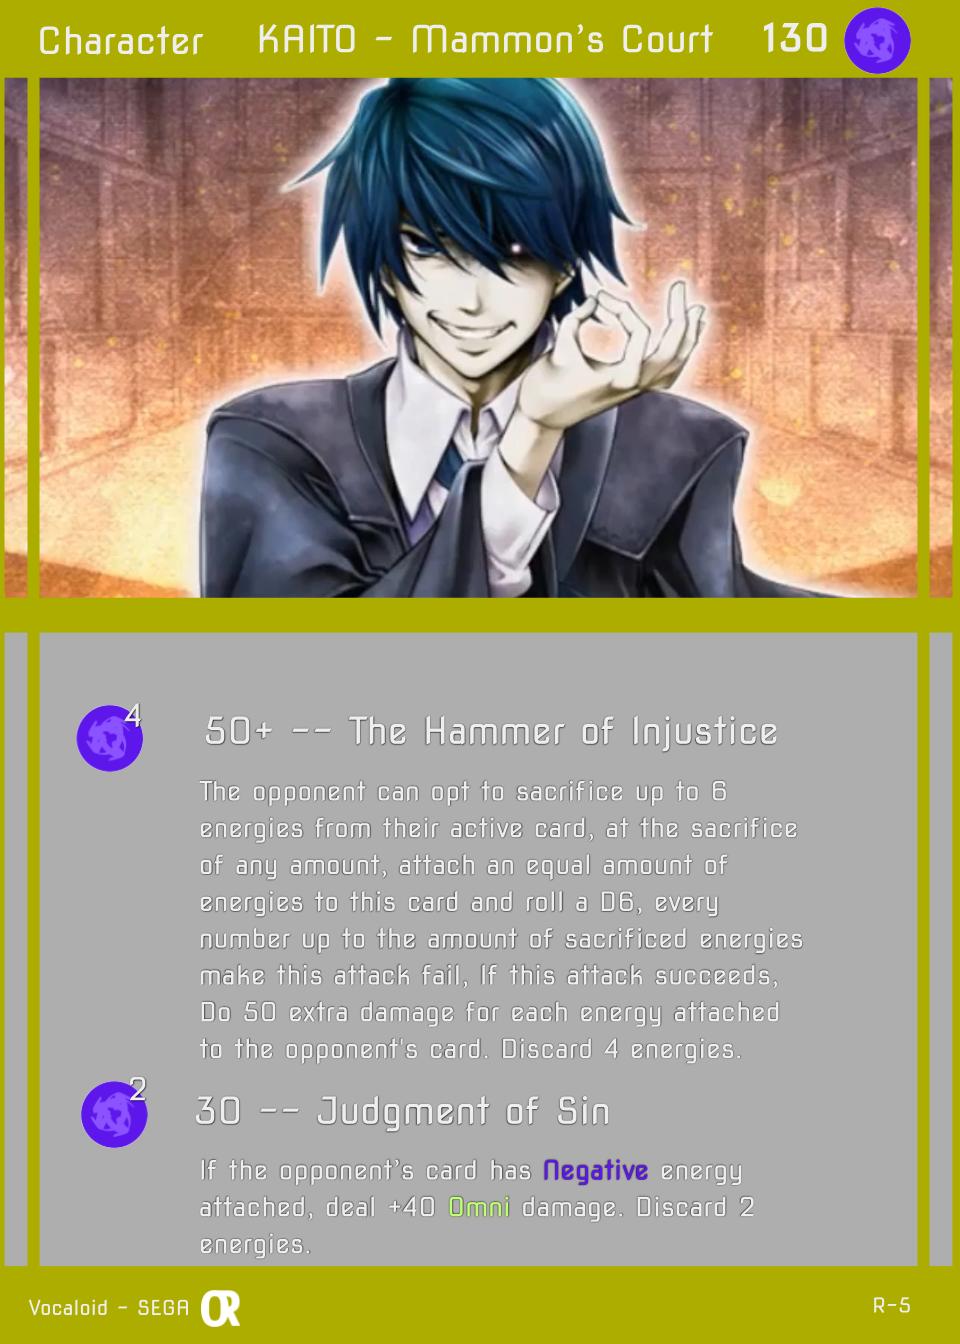 Character KAITO - Mammon's Court 130
4
50+ -- The Hammer of Injustice
The opponent can opt to sacrifice up to 6
energies from their active card, at the sacrifice
of any amount, attach an equal amount of
energies to this card and roll a D6, every
number up to the amount of sacrificed energies
make this attack fail, If this attack succeeds,
Do 50 extra damage for each energy attached
to the opponent's card. Discard 4 energies.
2
30 -- Judgment of Sin
If the opponent's card has Negative energy
attached, deal +40 Omni damage. Discard 2
energies.
Vocaloid - SEGA OR R-5